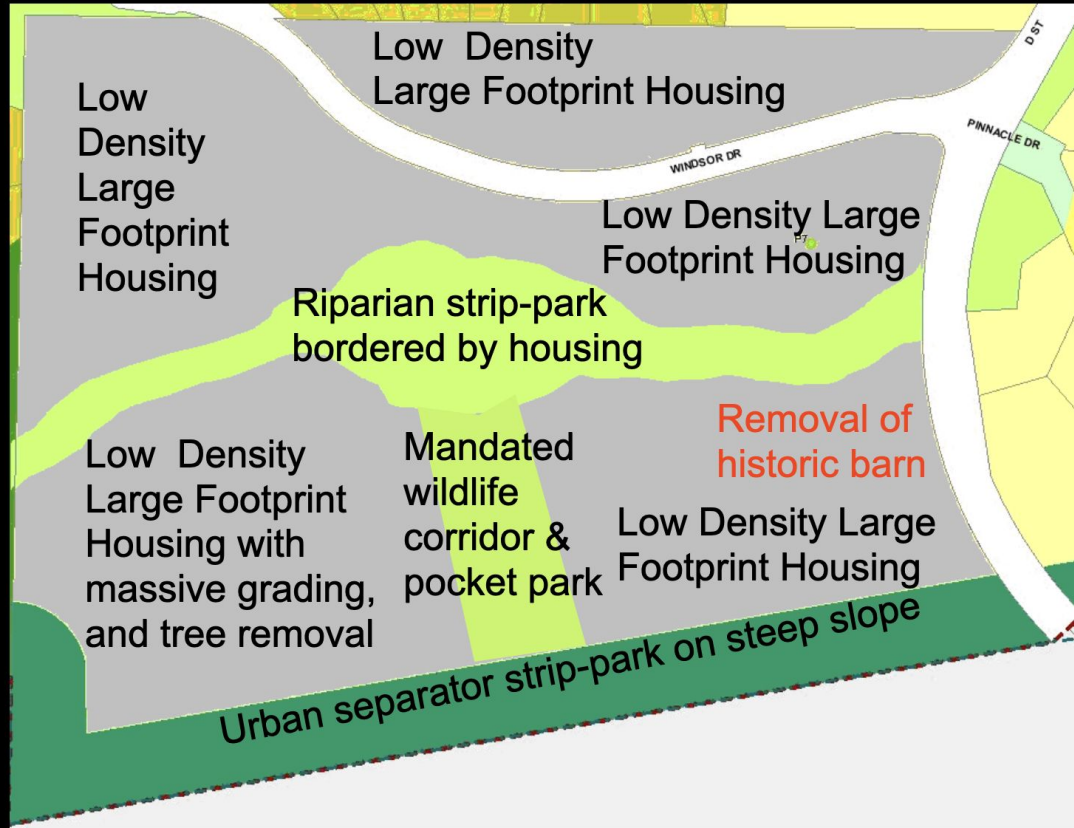 Low Density
Large Footprint Housing
D ST
Low
Density
Large
Footprint
Housing
PINNACLE DR
WINDSOR DR
Low Density Large
Footprint Housing
P7
Riparian strip-park
bordered by housing
Removal of
historic barn
Low Density
Large Footprint
Housing with
massive grading,
and tree removal
Mandated
wildlife
corridor &
pocket park
Low Density Large
Footprint Housing
Urban separator strip-park on steep slope